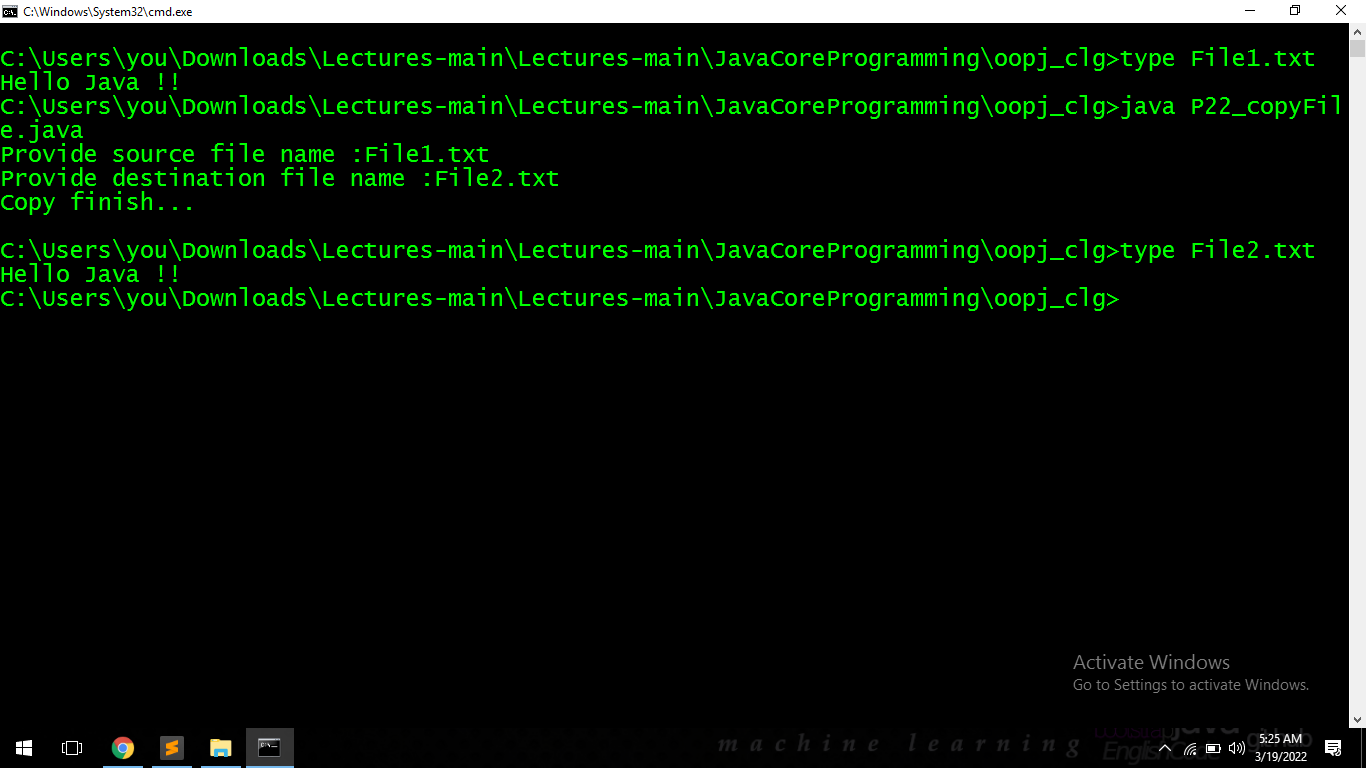 C:\Windows\System32\cmd.exe
C:\Users\you\Downloads\Lectures-main\Lectures-main\JavaCoreProgramming\oopj_clg>type File1.txt
Hello Java !!
C:\Users\you\Downloads\Lectures-main\Lectures-main\JavaCoreProgramming\oopj_clg>java P22_copyFil
e.java
Provide source file name :File1.txt
Provide destination file name :File2.txt
Copy finish...
C:\Users\you\Downloads\Lectures-main\Lectures-main\JavaCoreProgramming\oopj_clg>type File2.txt
Hello Java !!
C:\Users\you\Downloads\Lectures-main\Lectures-main\JavaCoreProgramming\oopj_clg>
Activate Windows
Go to Settings to activate Windows.
machine learning
java
EnglishCode
5:25 AM
3/19/2022